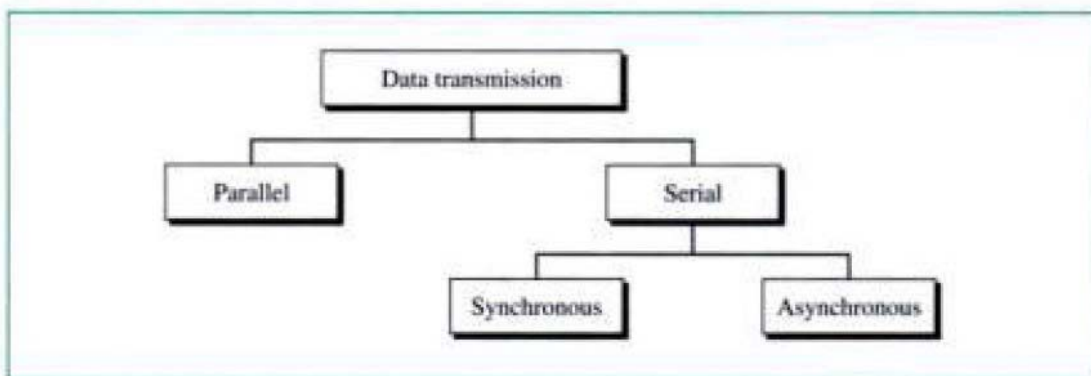 Data transmission
Parallel
Serial
Synchronous
Asynchronous